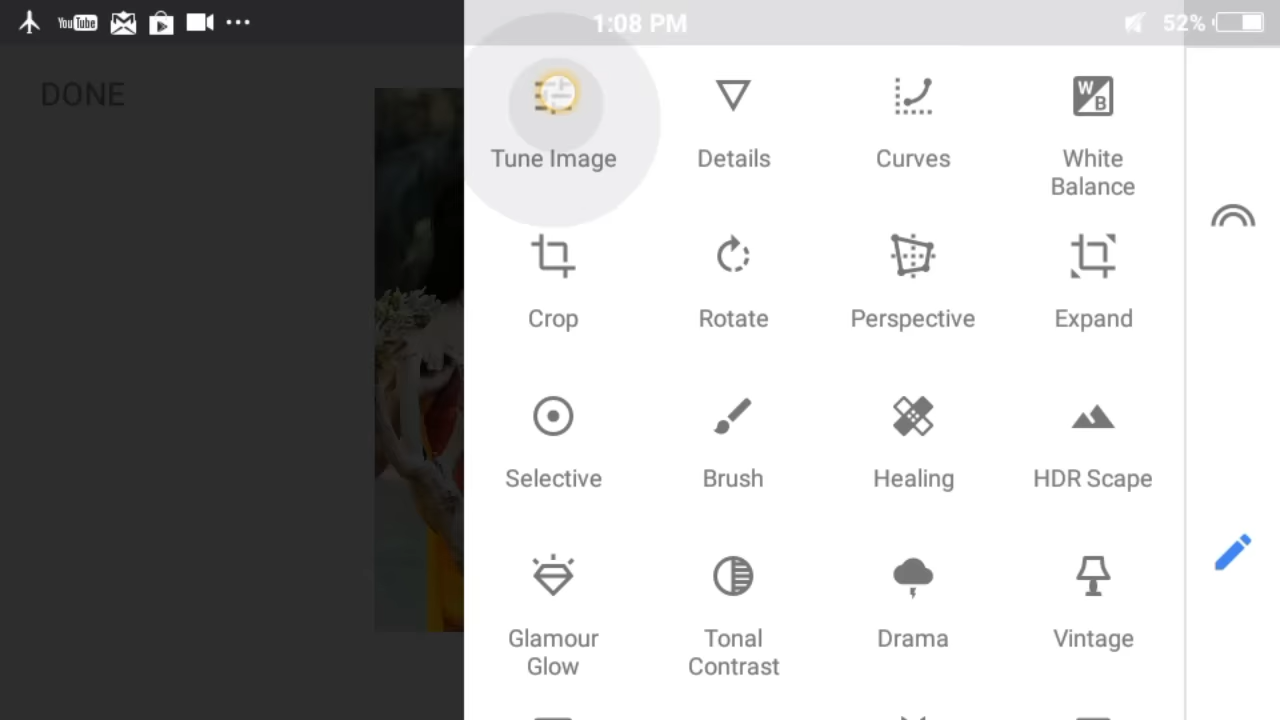 YouTube
1:08 PM
52%
DONE
Tune Image
Details
Curves
W
B
White
Balance
Crop
Rotate
Perspective
Expand
Selective
Brush
Healing
HDR Scape
Glamour
Glow
Tonal
Contrast
Drama
Vintage